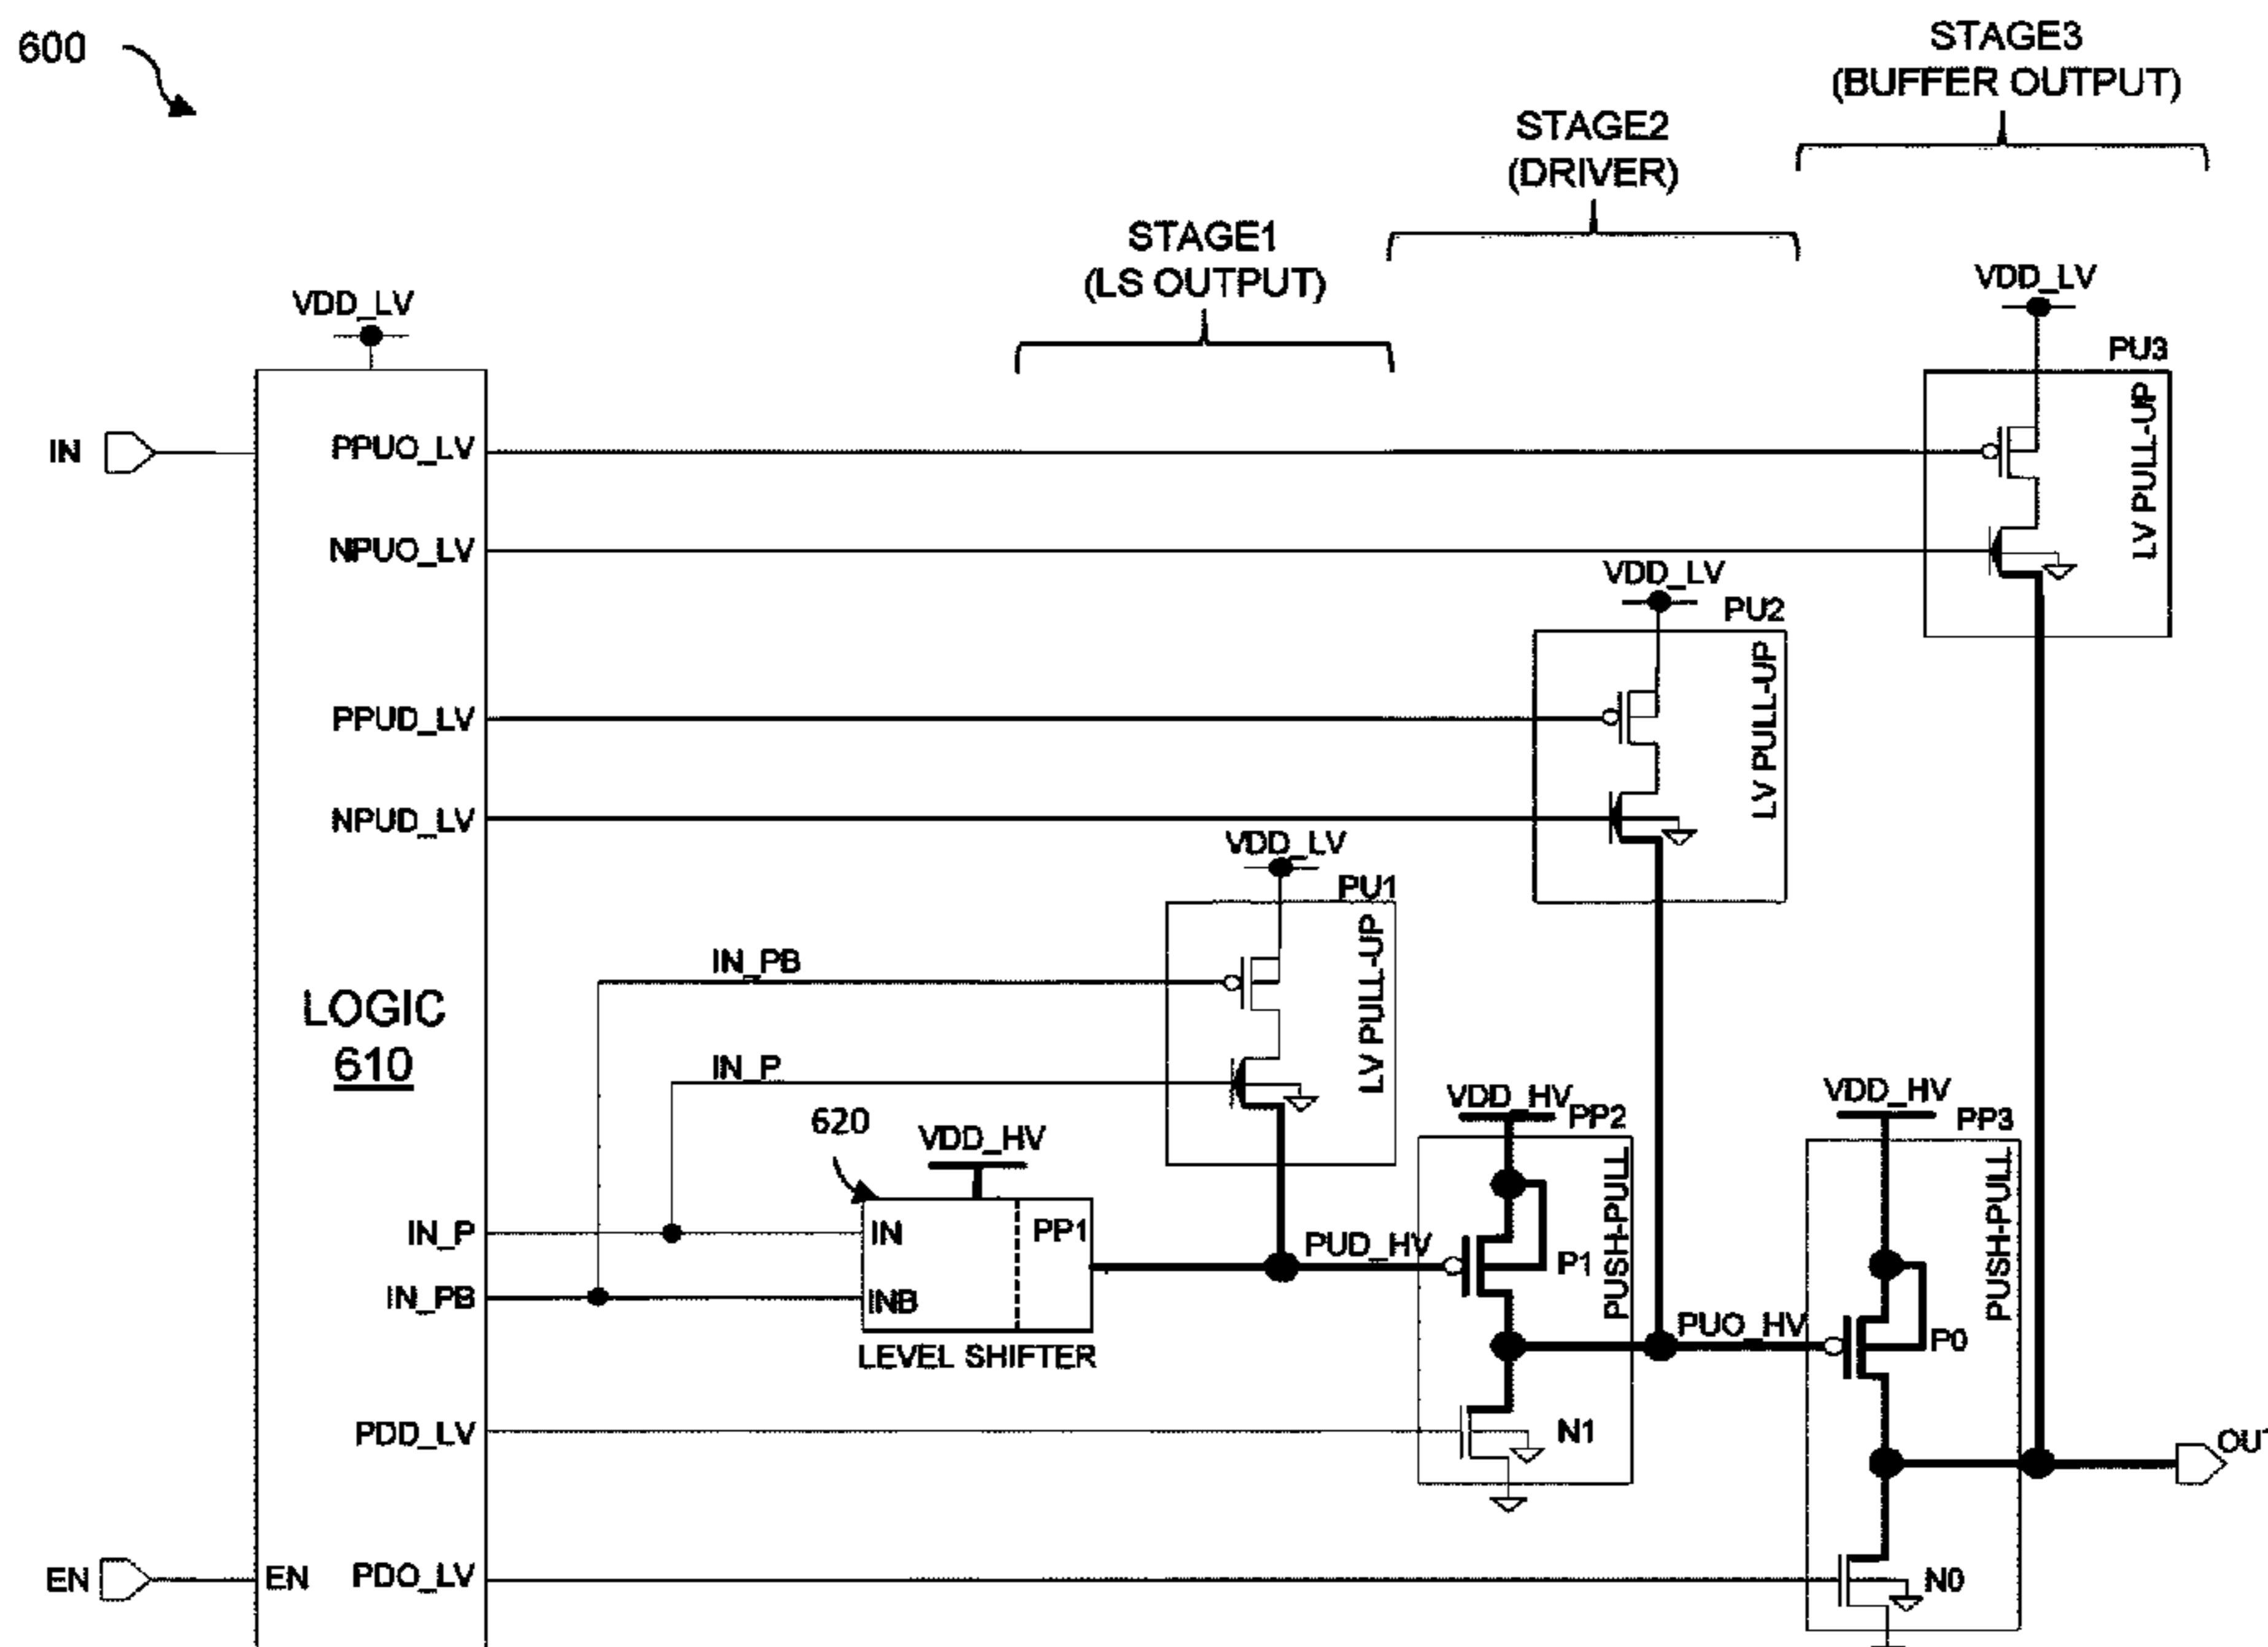 600
STAGE3
(BUFFER OUTPUT)
STAGE2
(DRIVER)
STAGE1
(LS OUTPUT)
VDD_LV
VDD_LV
PU3
LV PULL-UP
IN
PPUO_LV
NPUO_LV
VDD_LV
PU2
LV PULL-UP
PPUD_LV
NPUD_LV
VDD_LV
PU1
LV PULL-UP
IN_PB
LOGIC
610
IN_P
620
VDD_HV
VDD_HV
PP2
PUSH-PULL
VDD_HV
PP3
PUSH-PULL
IN_P
IN
PP1
PUD_HV
P1
IN_PB
INB
LEVEL SHIFTER
PUO_HV
P0
PDD_LV
N1
OUT
EN
EN
PDO_LV
N0